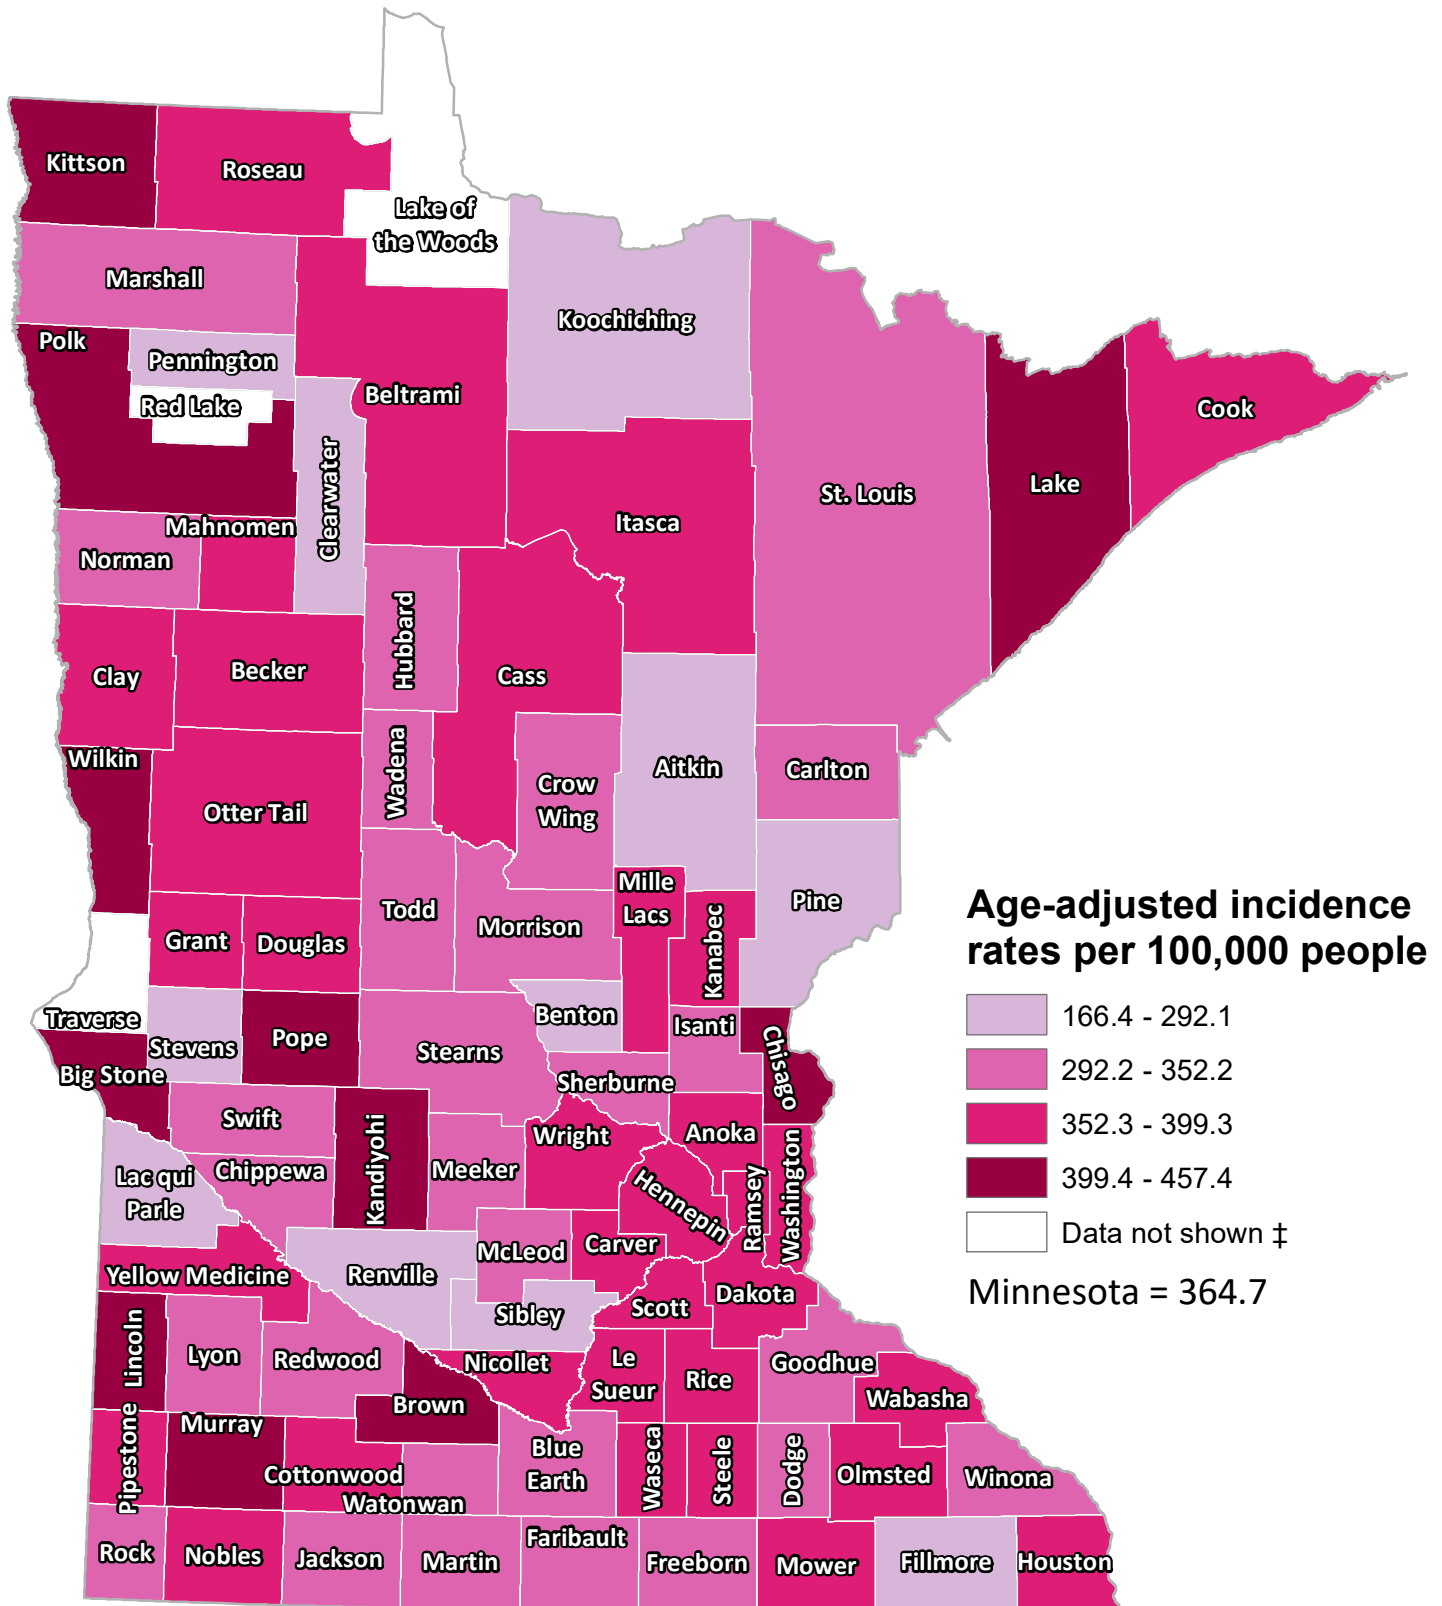 Kittson
Roseau
Lake of
the Woods
Marshall
Koochiching
Polk
Pennington
Red Lake
Beltrami
Cook
Clearwater
Lake
St. Louis
Itasca
Mahnomen
Norman
Hubbard
Clay
Becker
Cass
Wilkin
Wadena
Aitkin
Carlton
Crow
Wing
Otter Tail
Mille
Lacs
Pine
Todd
Morrison
Kanabec
Grant
Douglas
Traverse
Benton
Isanti
Stevens
Pope
Stearns
Chisago
Big Stone
Sherburne
Swift
Wright
Anoka
Kandiyohi
Lac qui
Parle
Chippewa
Meeker
Hennepin
Ramsey
Washington
McLeod
Carver
Yellow Medicine
Renville
Dakota
Scott
Sibley
Lincoln
Lyon
Redwood
Nicollet
Le
Sueur
Rice
Goodhue
Wabasha
Brown
Pipestone
Murray
Blue
Earth
Cottonwood
Watonwan
Waseca
Steele
Dodge
Olmsted
Winona
Rock
Nobles
Jackson
Martin
Faribault
Freeborn
Mower
Fillmore
Houston
Age-adjusted incidence
rates per 100,000 people
166.4 - 292.1
292.2 - 352.2
352.3 - 399.3
399.4 - 457.4
Data not shown ‡
Minnesota = 364.7